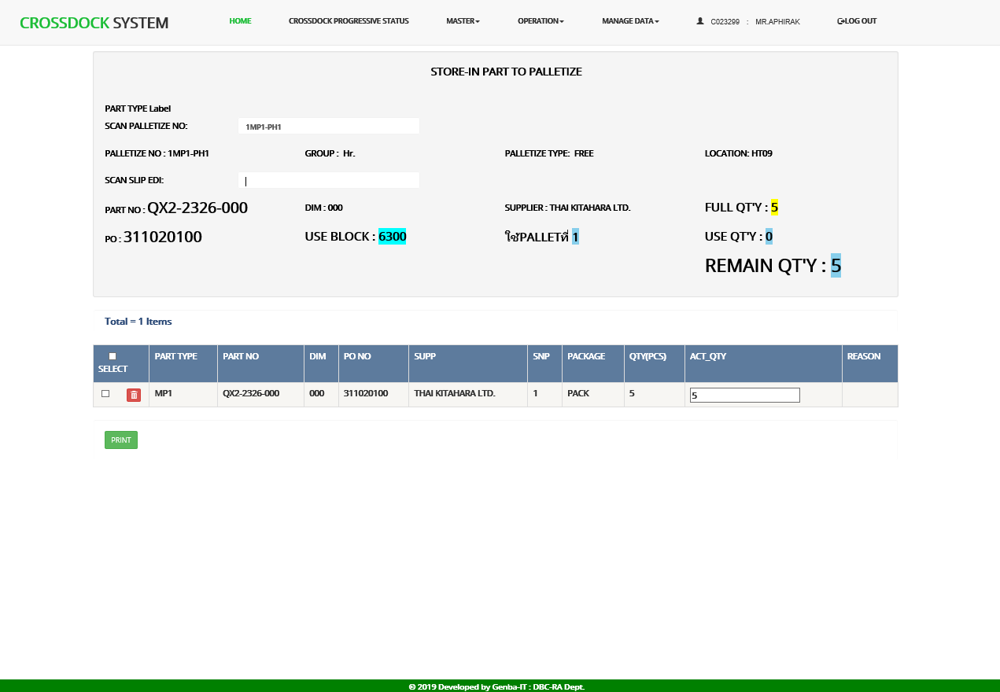 CROSSDOCK SYSTEM HOME CROSSDOCK PROGRESSIVE STATUS MASTER OPERATION MANAGE DATA C023299 : MR.APHIRAK LOG OUT
STORE-IN PART TO PALLETIZE
PART TYPE Label
SCAN PALLETIZE NO: 1MP1-PH1
PALLETIZE NO : 1MP1-PH1 GROUP : Hr. PALLETIZE TYPE: FREE LOCATION: HT09
SCAN SLIP EDI:
PART NO : QX2-2326-000 DIM : 000 SUPPLIER : THAI KITAHARA LTD. FULL QT'Y : 5
PO : 311020100 USE BLOCK : 6300 ใช้PALLETที่ 1 USE QT'Y : 0
REMAIN QT'Y : 5
Total = 1 Items
SELECT PART TYPE PART NO DIM PO NO SUPP SNP PACKAGE QTY(PCS) ACT_QTY REASON
MP1 QX2-2326-000 000 311020100 THAI KITAHARA LTD. 1 PACK 5 5
PRINT
© 2019 Developed by Genba-IT : DBC-RA Dept.